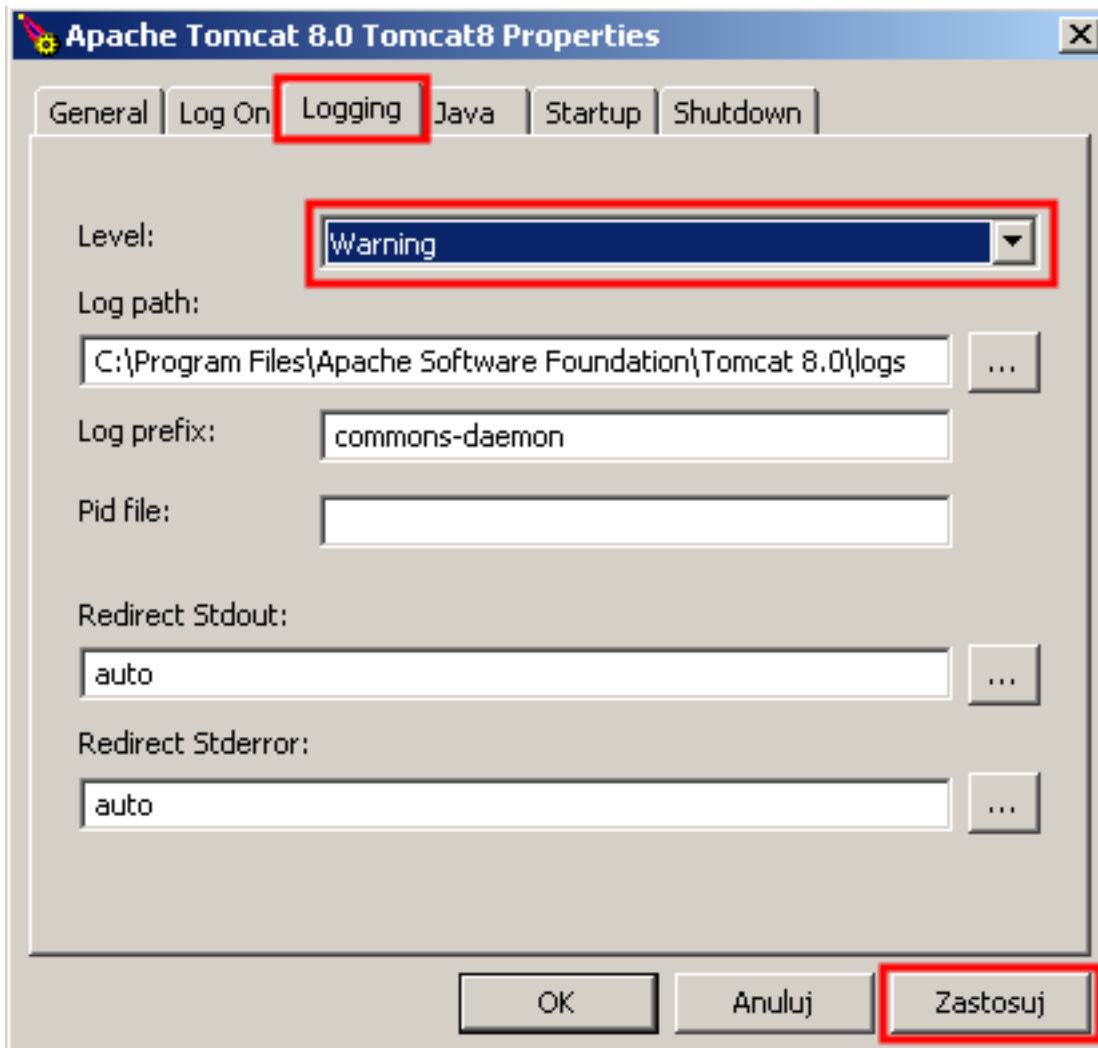 Apache Tomcat 8.0 Tomcat8 Properties
General Log On Logging Java Startup Shutdown
Level: Warning
Log path:
C:\Program Files\Apache Software Foundation\Tomcat 8.0\logs ...
Log prefix: commons-daemon
Pid file:
Redirect Stdout:
auto ...
Redirect Stderror:
auto ...
OK Anuluj Zastosuj